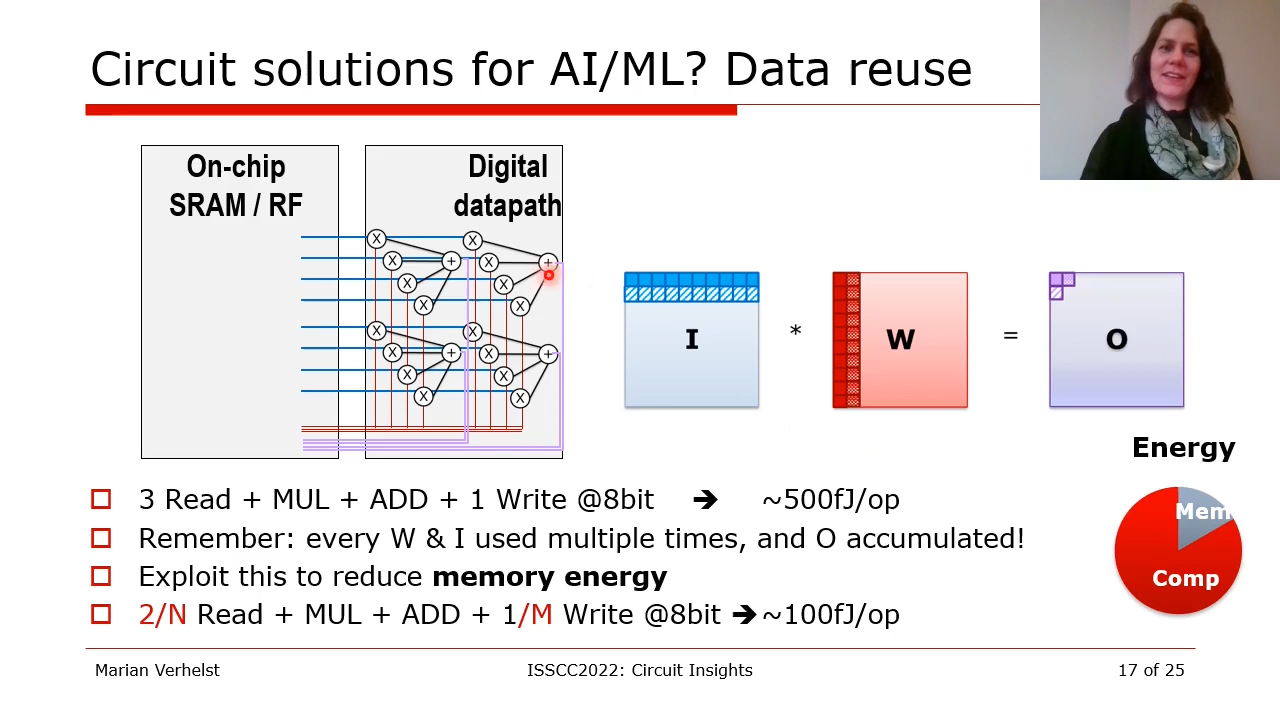 Circuit solutions for AI/ML? Data reuse
On-chip
SRAM / RF
Digital
datapath
X X
X + X +
X X
X X
X X
X + X +
X X
X X
I * W = O
Energy
Mem
Comp
3 Read + MUL + ADD + 1 Write @8bit ➔ ~500fJ/op
Remember: every W & I used multiple times, and O accumulated!
Exploit this to reduce memory energy
2/N Read + MUL + ADD + 1/M Write @8bit ➔ ~100fJ/op
Marian Verhelst
ISSCC2022: Circuit Insights
17 of 25